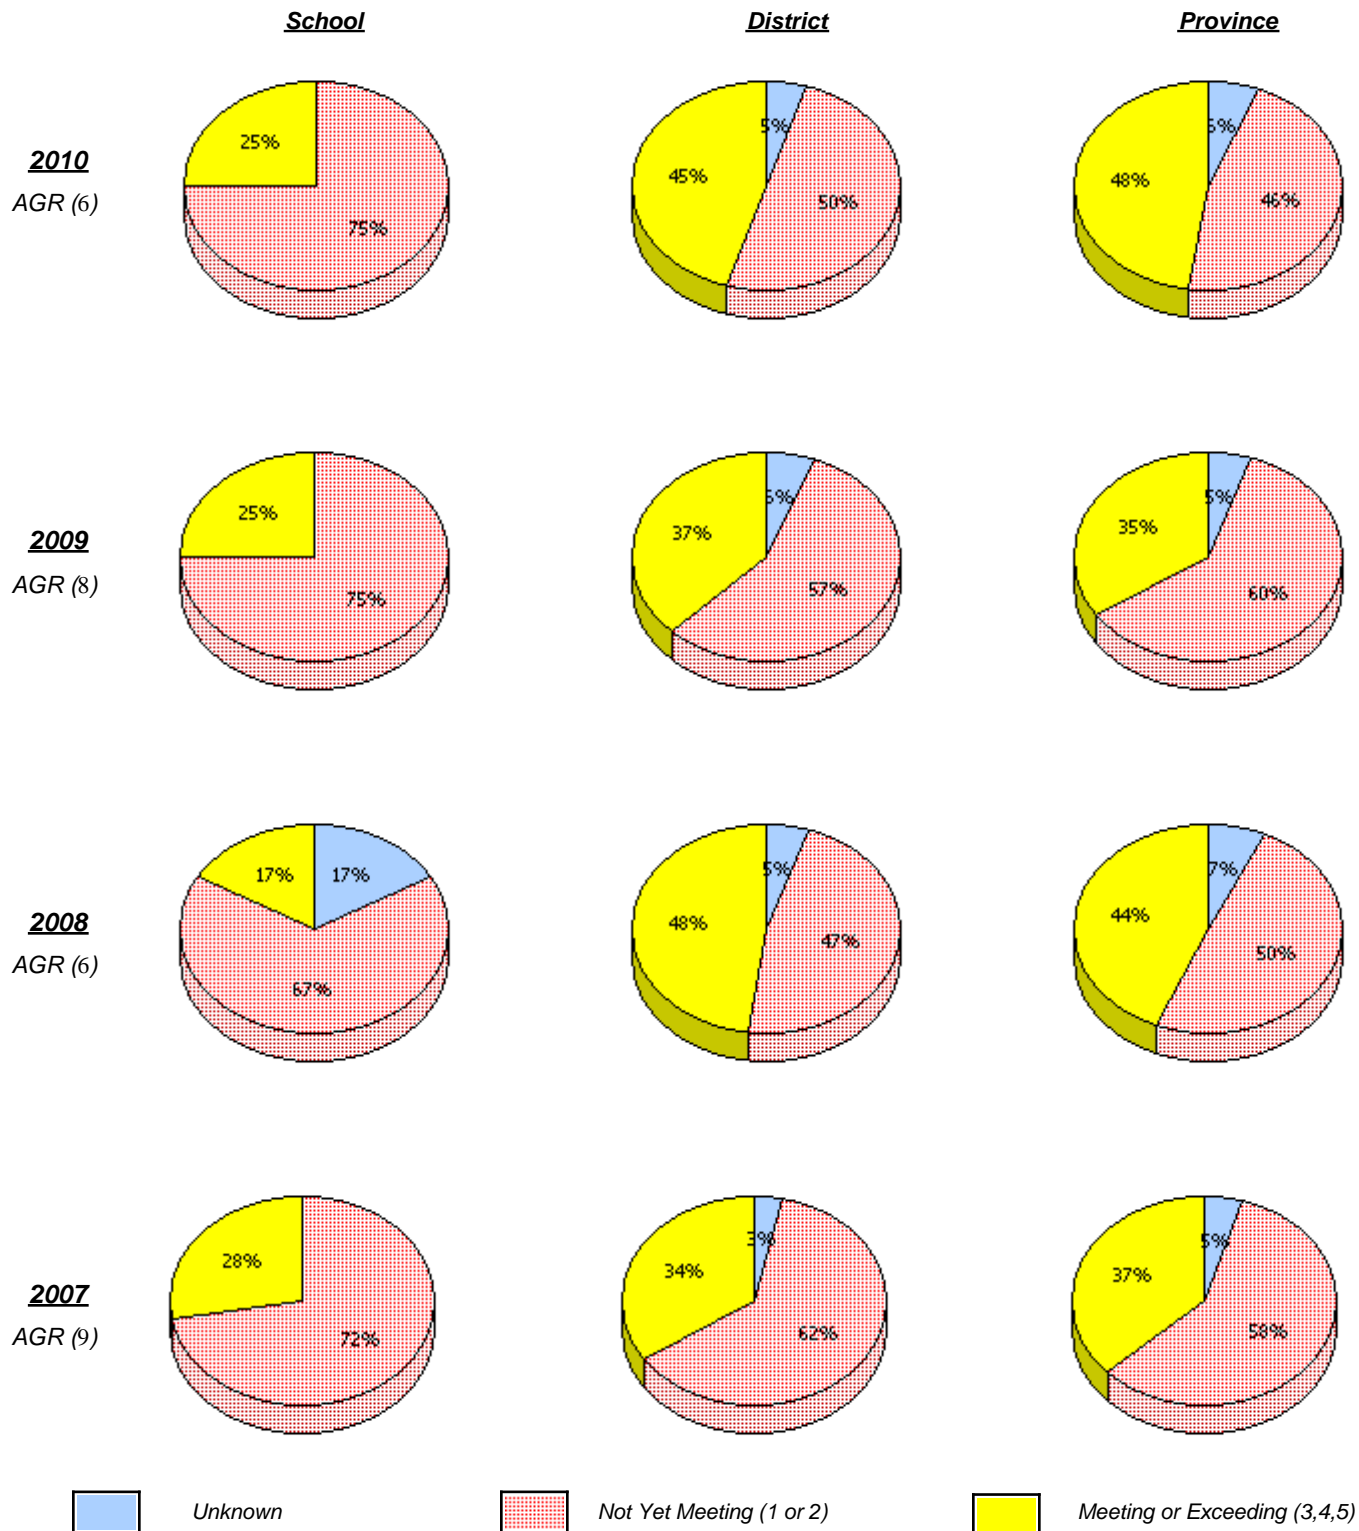 School District Province
25% 75% 5% 45% 50% 6% 48% 46%
2010
AGR (6)
25% 75% 6% 37% 57% 5% 35% 60%
2009
AGR (8)
17% 17% 67% 5% 48% 47% 7% 44% 50%
2008
AGR (6)
28% 72% 3% 34% 62% 5% 37% 58%
2007
AGR (9)
Unknown Not Yet Meeting (1 or 2) Meeting or Exceeding (3,4,5)